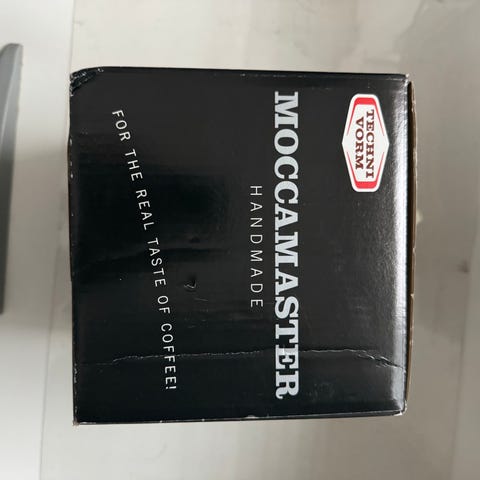 TECHNI
VORM
MOCCAMASTER
HANDMADE
FOR THE REAL TASTE OF COFFEE!